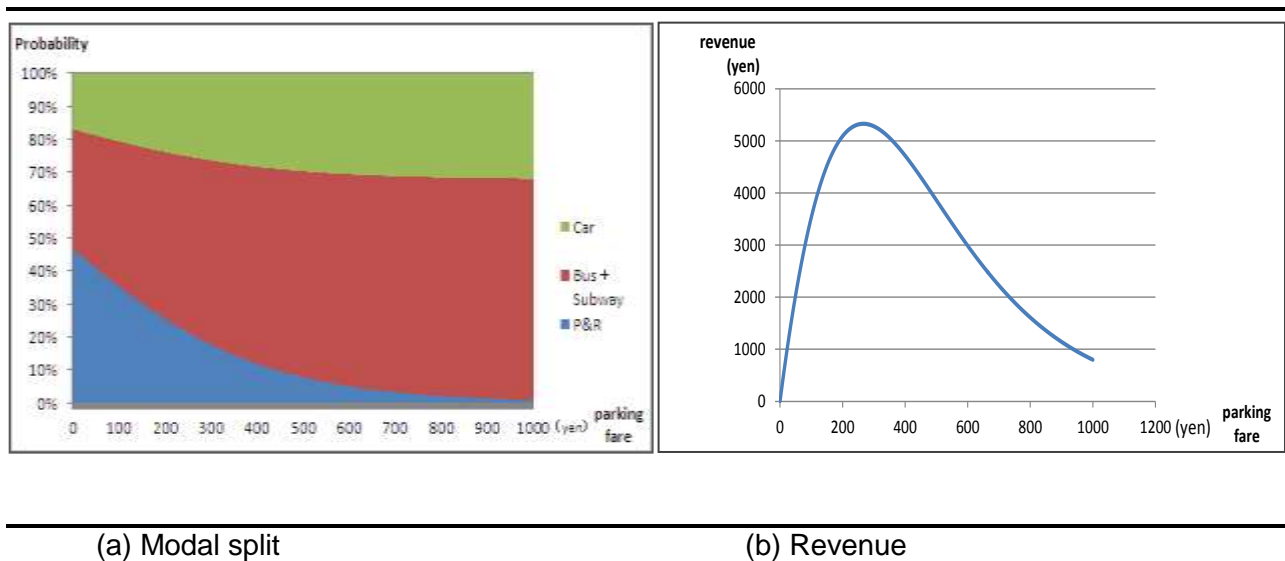 Probability
100%
90%
80%
70%
60%
50%
40%
30%
20%
10%
0%
0 100 200 300 400 500 600 700 800 900 1000 (yen) parking
fare
Car
Bus+
Subway
P&R
revenue
(yen)
6000
5000
4000
3000
2000
1000
0
0 200 400 600 800 1000 1200 (yen) parking
fare
(a) Modal split
(b) Revenue